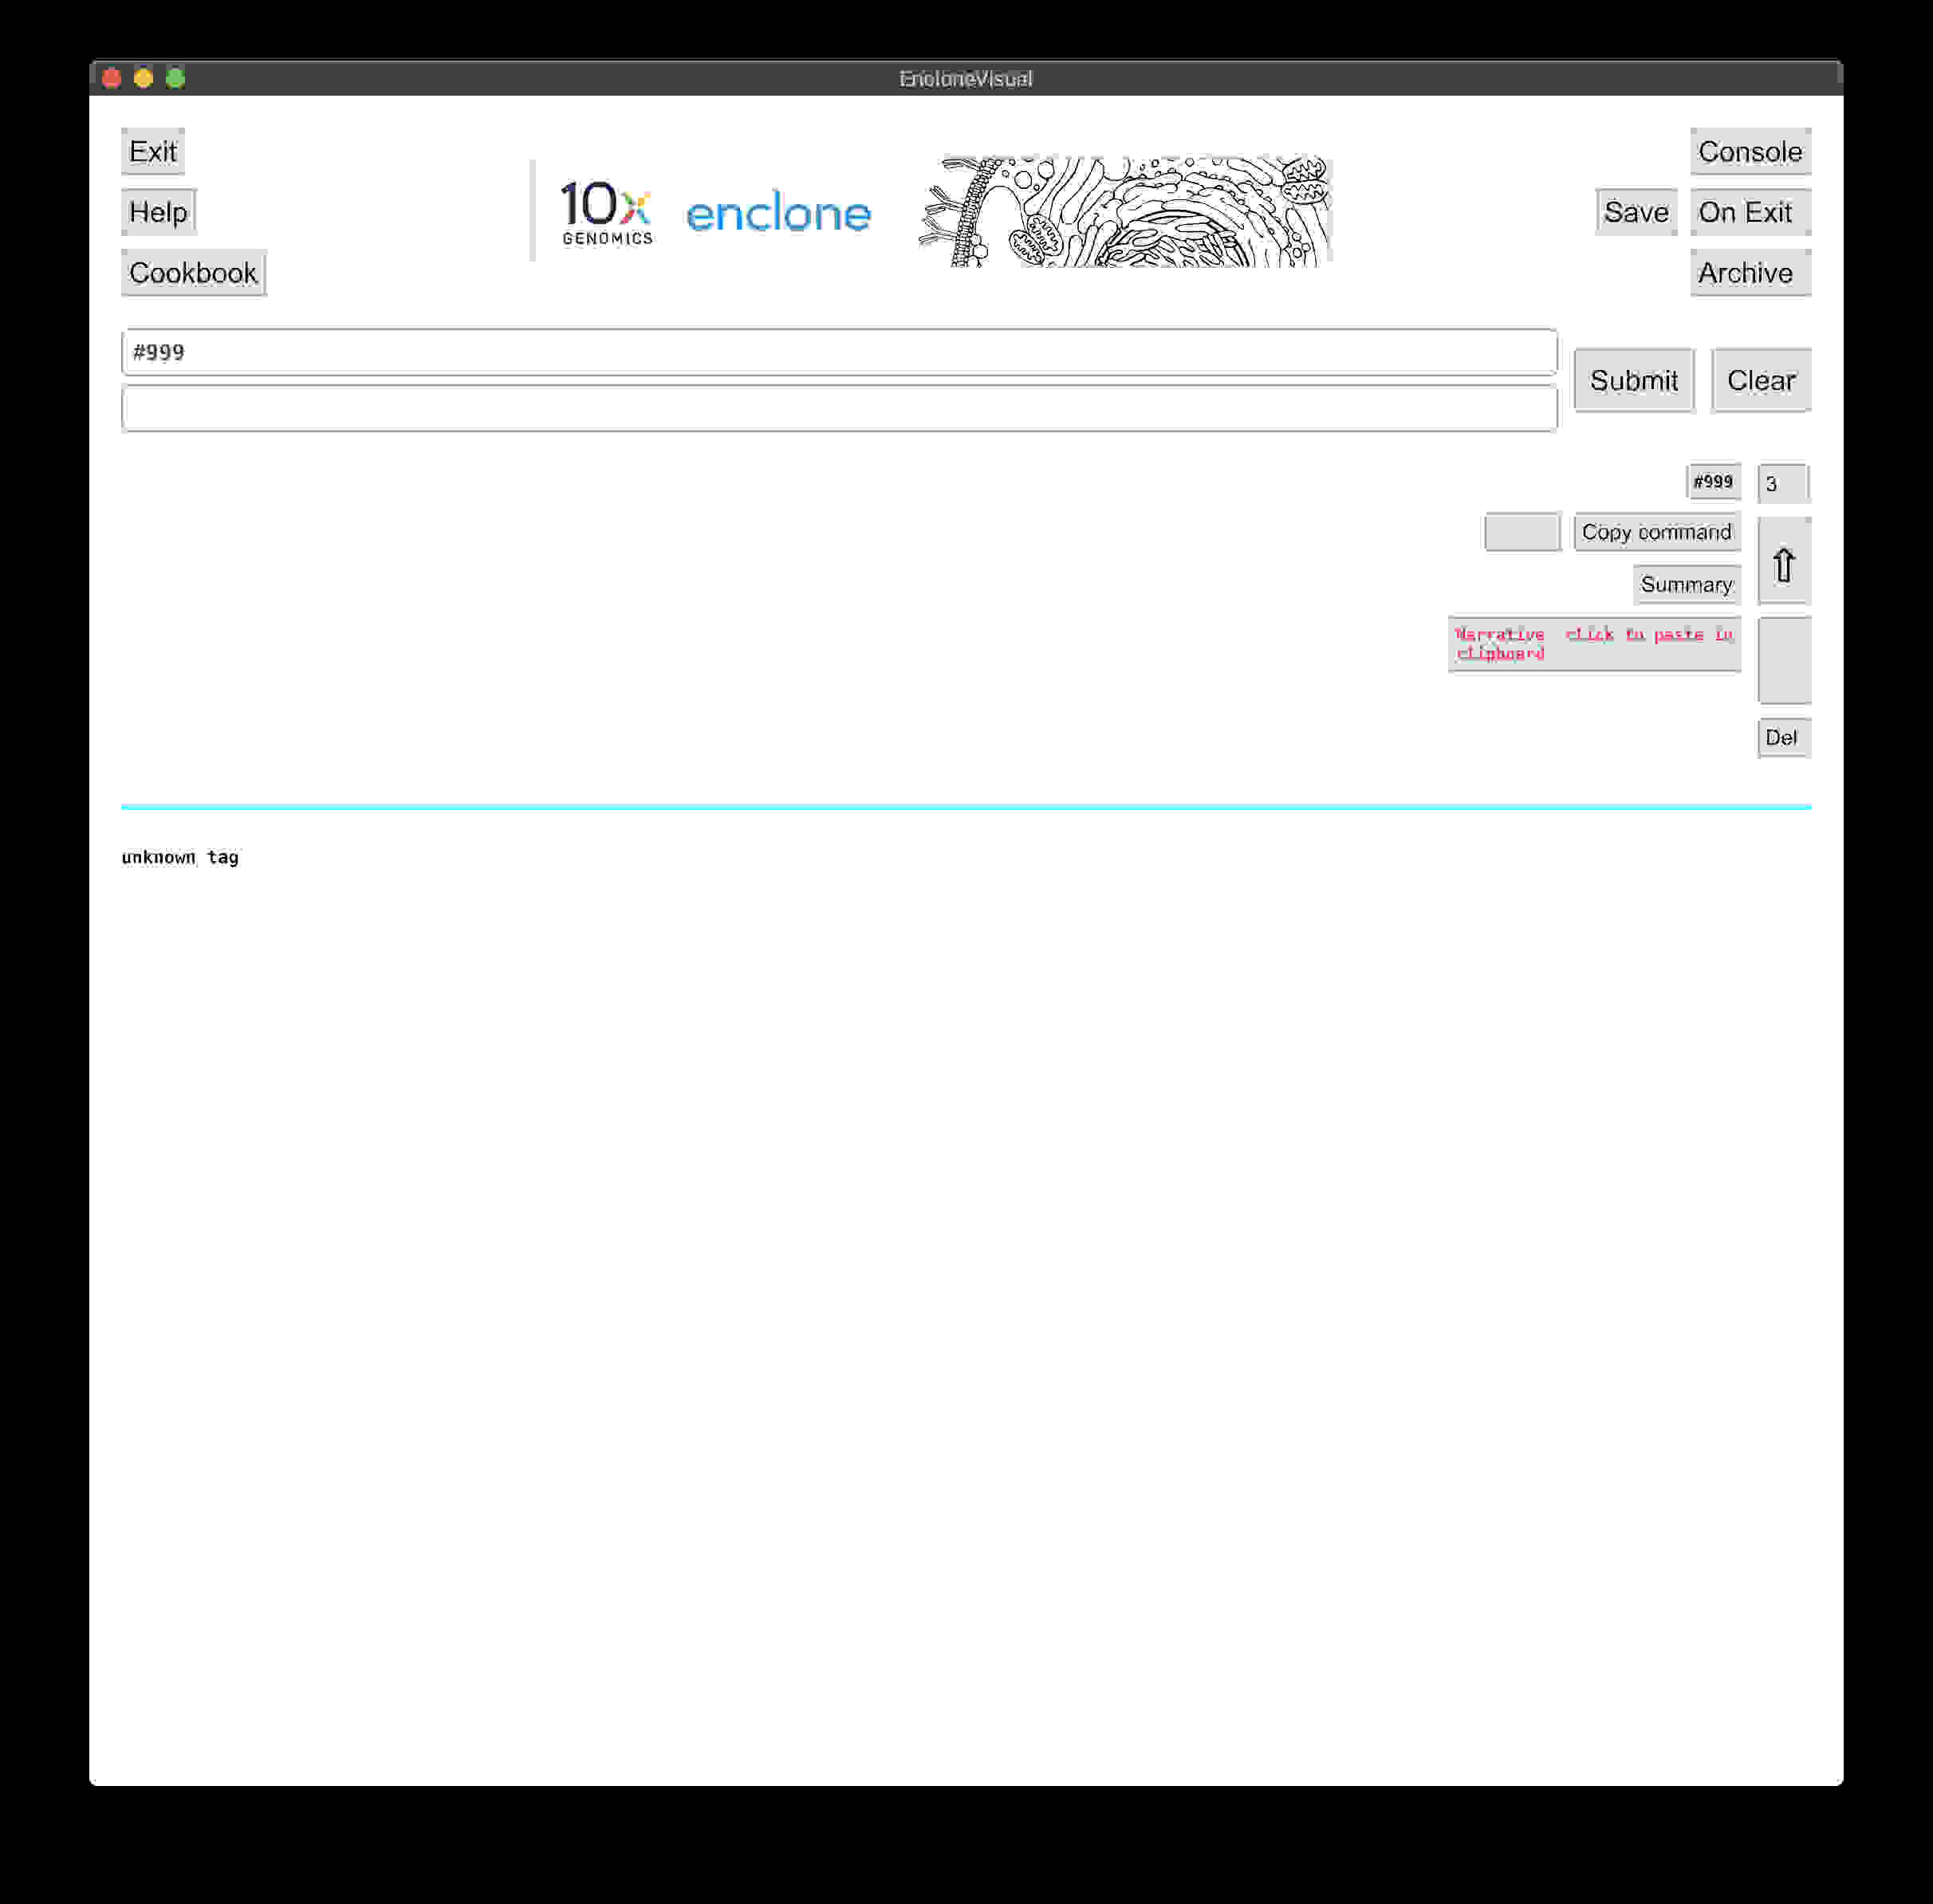 EncloneVisual
Exit
Help
Cookbook
10x
GENOMICS
enclone
Console
Save On Exit
Archive
#999
Submit Clear
#999 3
Copy command
⇧
Summary
Narrative click to paste in
clipboard
Del
unknown tag